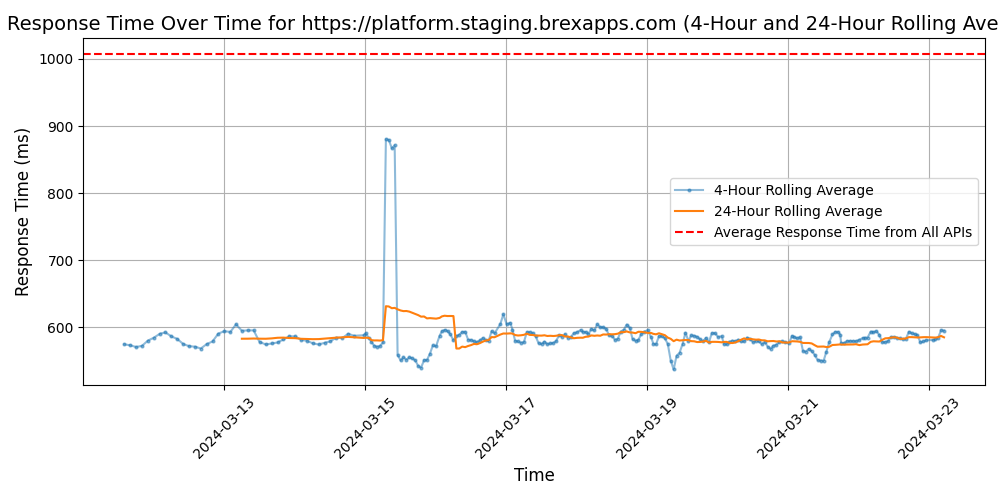 Response Time Over Time for https://platform.staging.brexapps.com (4-Hour and 24-Hour Rolling Ave
Response Time (ms)
1000
900
800
700
600
4-Hour Rolling Average
24-Hour Rolling Average
Average Response Time from All APIs
2024-03-13
2024-03-15
2024-03-17
2024-03-19
2024-03-21
2024-03-23
Time